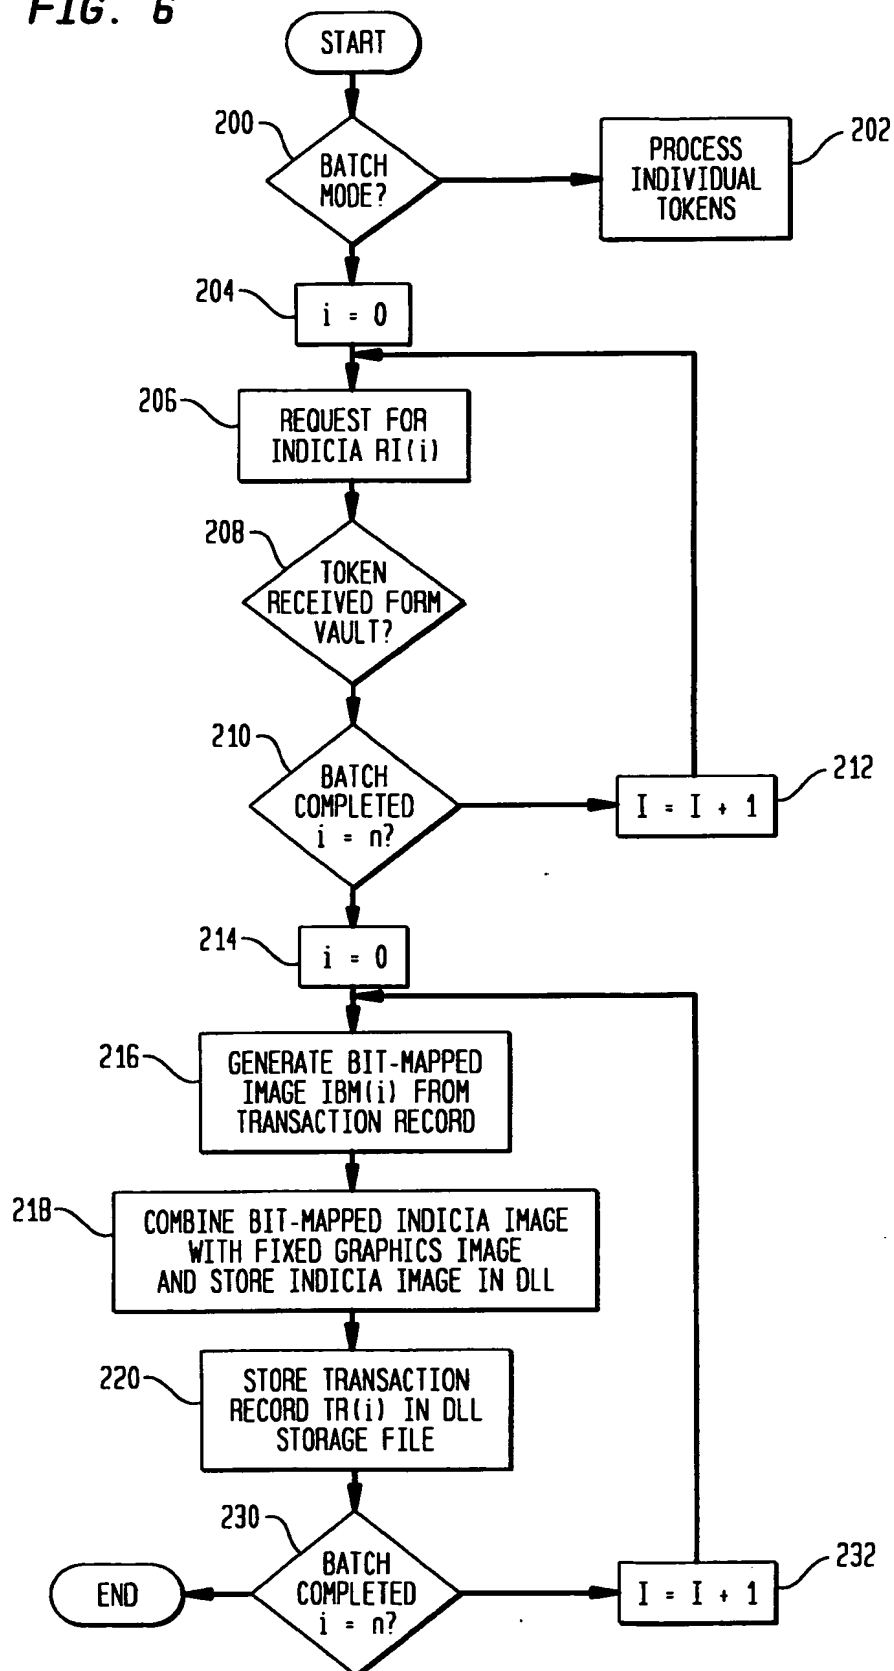 FIG. 6
START
200
BATCH
MODE?
PROCESS
INDIVIDUAL
TOKENS
202
204
i = 0
206
REQUEST FOR
INDICIA RI(i)
208
TOKEN
RECEIVED FORM
VAULT?
210
BATCH
COMPLETED
i = n?
I = I + 1
212
214
i = 0
216
GENERATE BIT-MAPPED
IMAGE IBM(i) FROM
TRANSACTION RECORD
218
COMBINE BIT-MAPPED INDICIA IMAGE
WITH FIXED GRAPHICS IMAGE
AND STORE INDICIA IMAGE IN DLL
220
STORE TRANSACTION
RECORD TR(i) IN DLL
STORAGE FILE
230
BATCH
COMPLETED
i = n?
END
I = I + 1
232